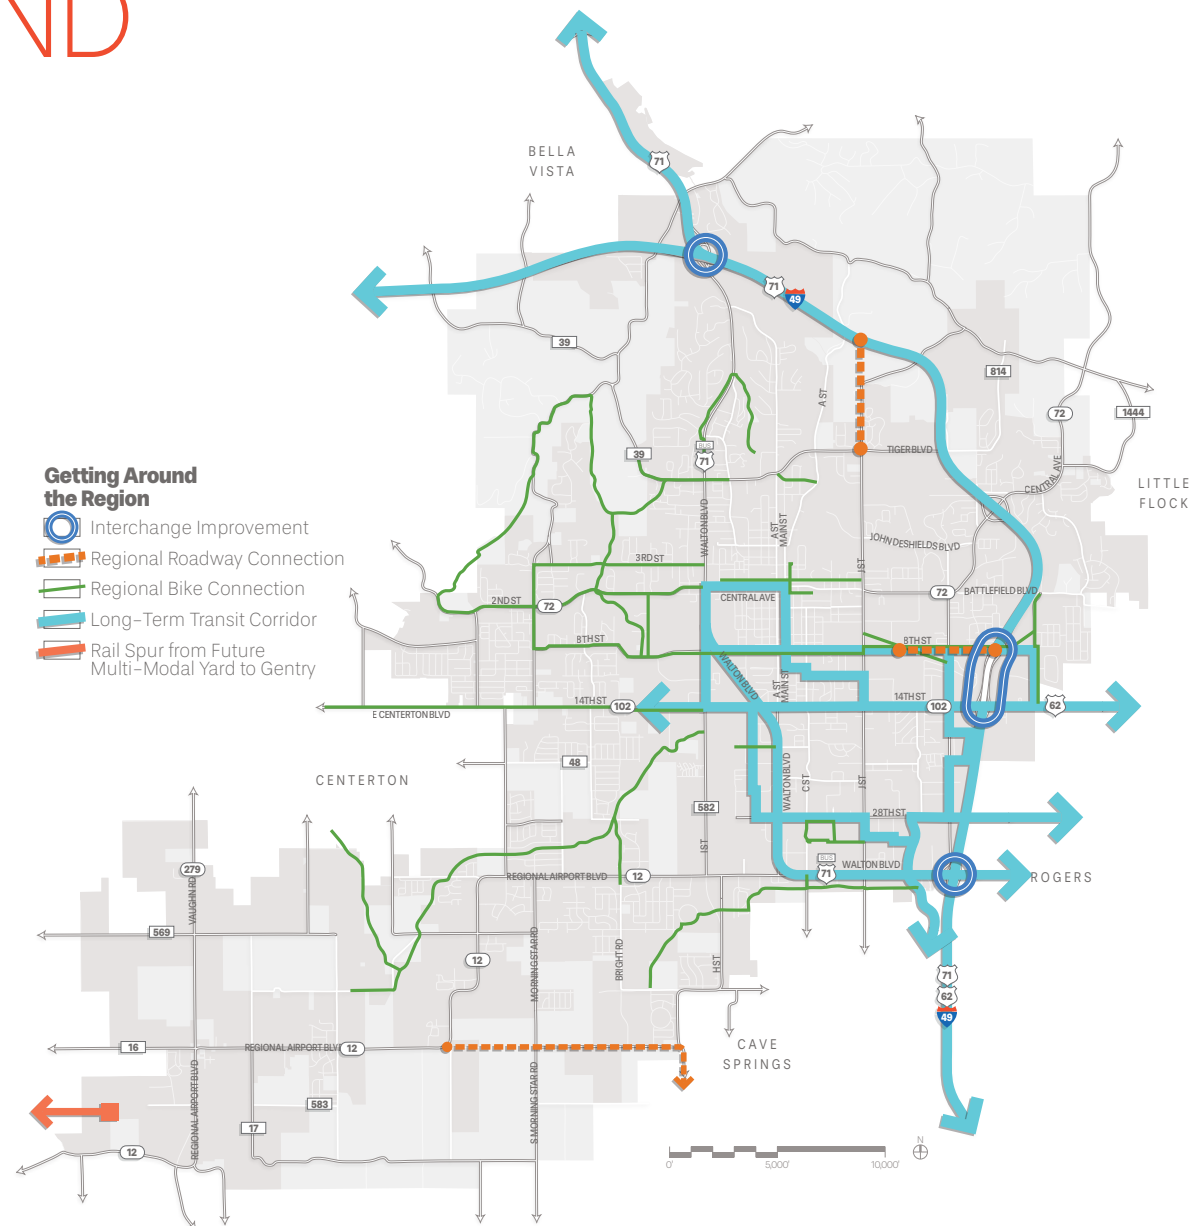 ND
BELLA
VISTA
71
71
49
39
814
72
1444
A ST
TIGER BLVD
BUS
71
39
CENTRAL AVE
LITTLE
FLOCK
Getting Around
the Region
Interchange Improvement
Regional Roadway Connection
Regional Bike Connection
Long-Term Transit Corridor
Rail Spur from Future
Multi-Modal Yard to Gentry
WALTON BLVD
A ST
MAIN ST
J ST
JOHN DESHIELDS BLVD
3RD ST
2ND ST
72
CENTRAL AVE
72
BATTLEFIELD BLVD
8TH ST
8TH ST
WALTON BLVD
A ST
MAIN ST
14TH ST
102
14TH ST
102
62
E CENTERTON BLVD
48
CENTERTON
WALTON BLVD
C ST
J ST
582
28TH ST
I ST
BUS
71
WALTON BLVD
ROGERS
279
VAUGHN RD
REGIONAL AIRPORT BLVD
12
569
12
MORNING STAR RD
BRIGHT RD
H ST
71
62
49
16
REGIONAL AIRPORT BLVD
12
CAVE
SPRINGS
REGIONAL AIRPORT BLVD
583
17
S MORNING STAR RD
12
0'
5,000'
10,000'
N